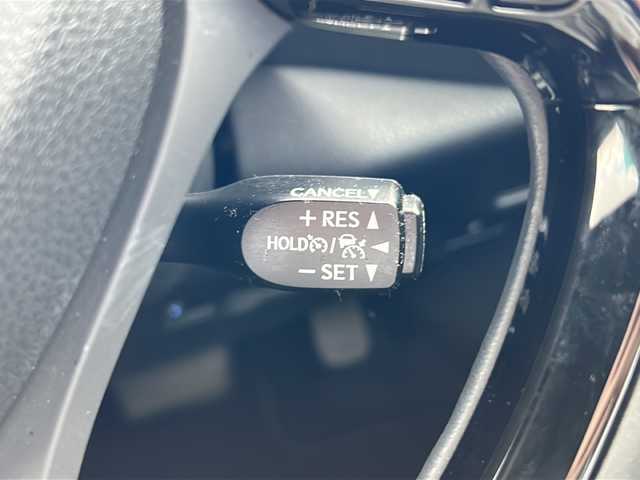 CANCEL▼
+ RES ▲
HOLD / ◀
− SET ▼